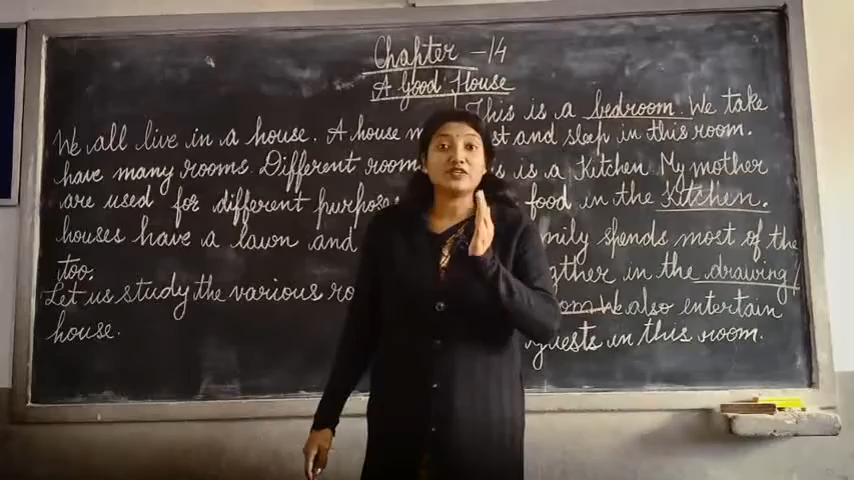 Chapter - 14
A Good House
We all live in a house. A house
have many rooms. Different rooms
are used for different purpose
houses have a lawn and
too.
Let us study the various
house.
This is a bedroom. We take
rest and sleep in this room.
is a kitchen. My mother
food in the kitchen.
family spends most of the
together in the drawing
We also entertain
guests in this room.